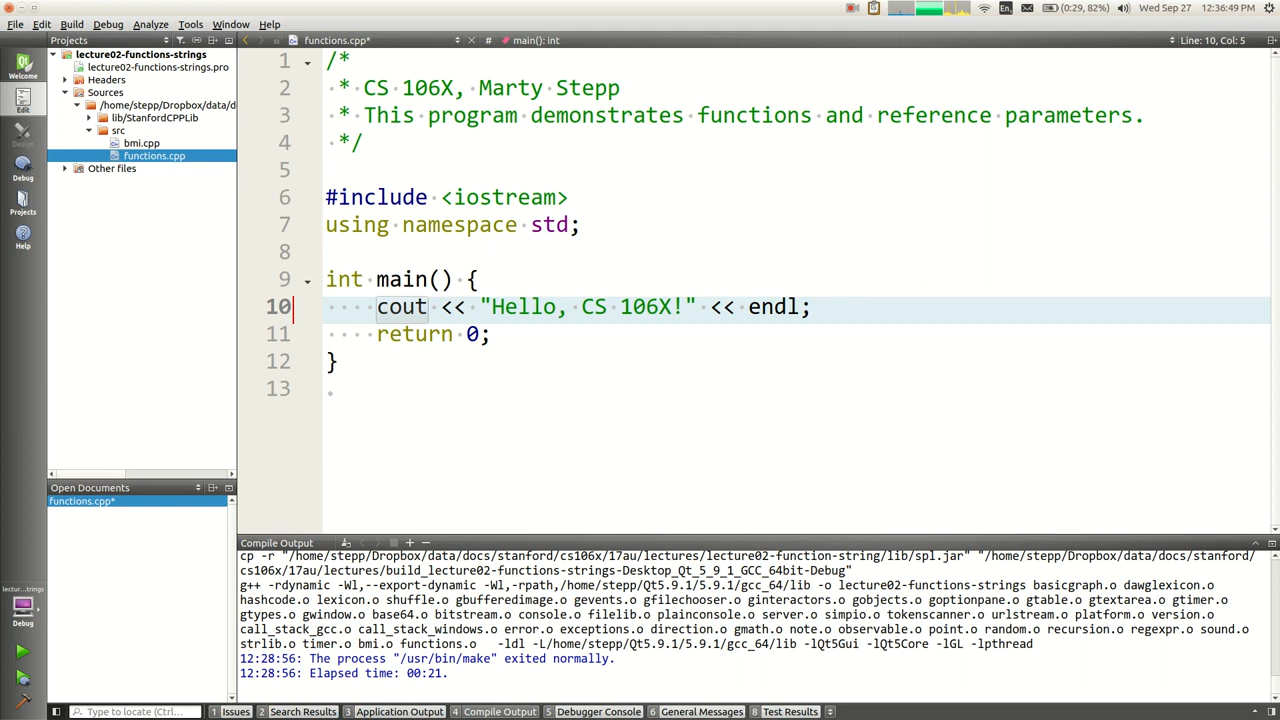 En
(0:29, 82%)
Wed Sep 27 12:36:49 PM
File Edit Build Debug Analyze Tools Window Help
Projects
functions.cpp*
# main(): int
Line: 10, Col: 5
Welcome
Edit
Design
Debug
Projects
Help
lecture02-functions-strings
lecture02-functions-strings.pro
Headers
Sources
/home/stepp/Dropbox/data/d
lib/StanfordCPPLib
src
bmi.cpp
functions.cpp
Other files
1 /*
2 * CS 106X, Marty Stepp
3 * This program demonstrates functions and reference parameters.
4 */
5
6 #include <iostream>
7 using namespace std;
8
9 int main() {
10 cout << "Hello, CS 106X!" << endl;
11 return 0;
12 }
13
Open Documents
functions.cpp*
lectur...trings
Debug
Compile Output
cp -r "/home/stepp/Dropbox/data/docs/stanford/cs106x/17au/lectures/lecture02-function-string/lib/spl.jar" "/home/stepp/Dropbox/data/docs/stanford/
cs106x/17au/lectures/build_lecture02-functions-strings-Desktop_Qt_5_9_1_GCC_64bit-Debug"
g++ -rdynamic -Wl,--export-dynamic -Wl,-rpath,/home/stepp/Qt5.9.1/5.9.1/gcc_64/lib -o lecture02-functions-strings basicgraph.o dawglexicon.o
hashcode.o lexicon.o shuffle.o gbufferedimage.o gevents.o gfilechooser.o ginteractors.o gobjects.o goptionpane.o gtable.o gtextarea.o gtimer.o
gtypes.o gwindow.o base64.o bitstream.o console.o filelib.o plainconsole.o server.o simpio.o tokenscanner.o urlstream.o platform.o version.o
call_stack_gcc.o call_stack_windows.o error.o exceptions.o direction.o gmath.o note.o observable.o point.o random.o recursion.o regexpr.o sound.o
strlib.o timer.o bmi.o functions.o -ldl -L/home/stepp/Qt5.9.1/5.9.1/gcc_64/lib -lQt5Gui -lQt5Core -lGL -lpthread
12:28:56: The process "/usr/bin/make" exited normally.
12:28:56: Elapsed time: 00:21.
Type to locate (Ctrl...
1 Issues 2 Search Results 3 Application Output 4 Compile Output 5 Debugger Console 6 General Messages 8 Test Results